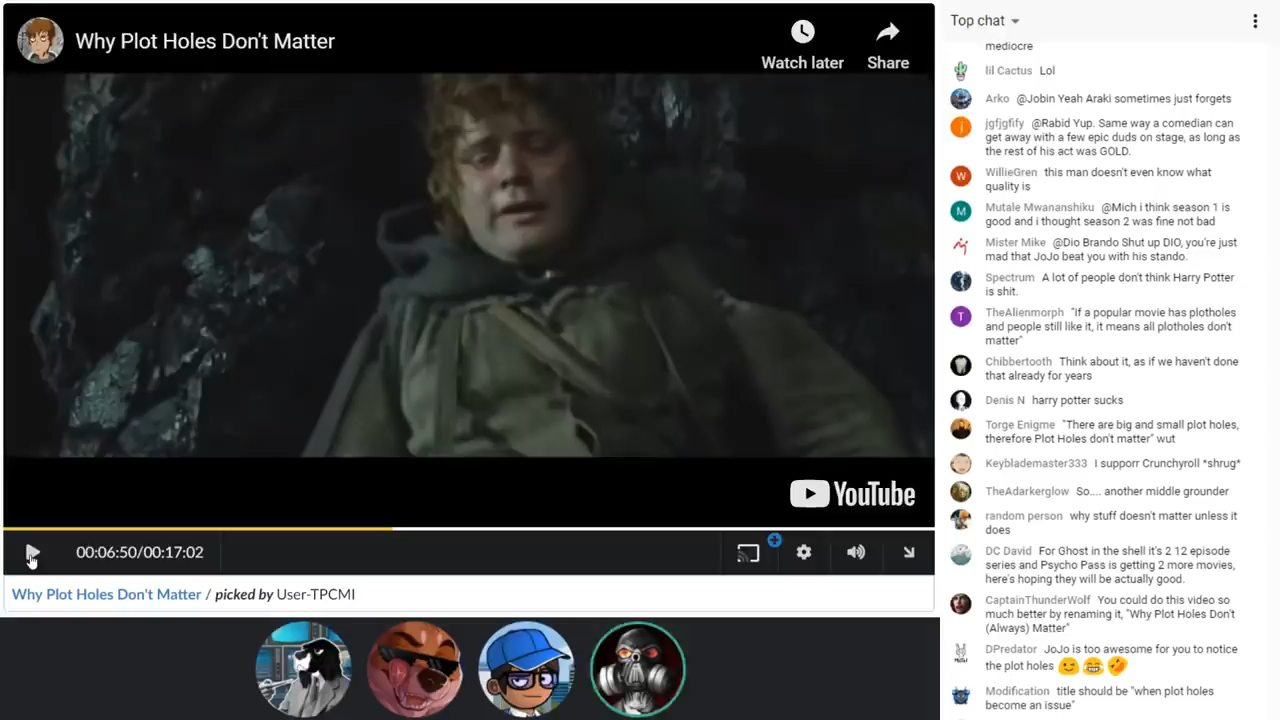 Why Plot Holes Don't Matter
Watch later
Share
YouTube
00:06:50/00:17:02
Why Plot Holes Don't Matter / picked by User-TPCMI
Top chat
mediocre
lil Cactus Lol
Arko @Jobin Yeah Araki sometimes just forgets
jgfjgfify @Rabid Yup. Same way a comedian can
get away with a few epic duds on stage, as long as
the rest of his act was GOLD.
WillieGren this man doesn't even know what
quality is
Mutale Mwananshiku @Mich i think season 1 is
good and i thought season 2 was fine not bad
Mister Mike @Dio Brando Shut up DIO, you're just
mad that JoJo beat you with his stando.
Spectrum A lot of people don't think Harry Potter
is shit.
TheAlienmorph "If a popular movie has plotholes
and people still like it, it means all plotholes don't
matter"
Chibbertooth Think about it, as if we haven't done
that already for years
Denis N harry potter sucks
Torge Enigme "There are big and small plot holes,
therefore Plot Holes don't matter" wut
Keyblademaster333 I supporr Crunchyroll *shrug*
TheAdarkerglow So.... another middle grounder
random person why stuff doesn't matter unless it
does
DC David For Ghost in the shell it's 2 12 episode
series and Psycho Pass is getting 2 more movies,
here's hoping they will be actually good.
CaptainThunderWolf You could do this video so
much better by renaming it, "Why Plot Holes Don't
(Always) Matter"
DPredator JoJo is too awesome for you to notice
the plot holes 😉😂🤣
Modification title should be "when plot holes
become an issue"